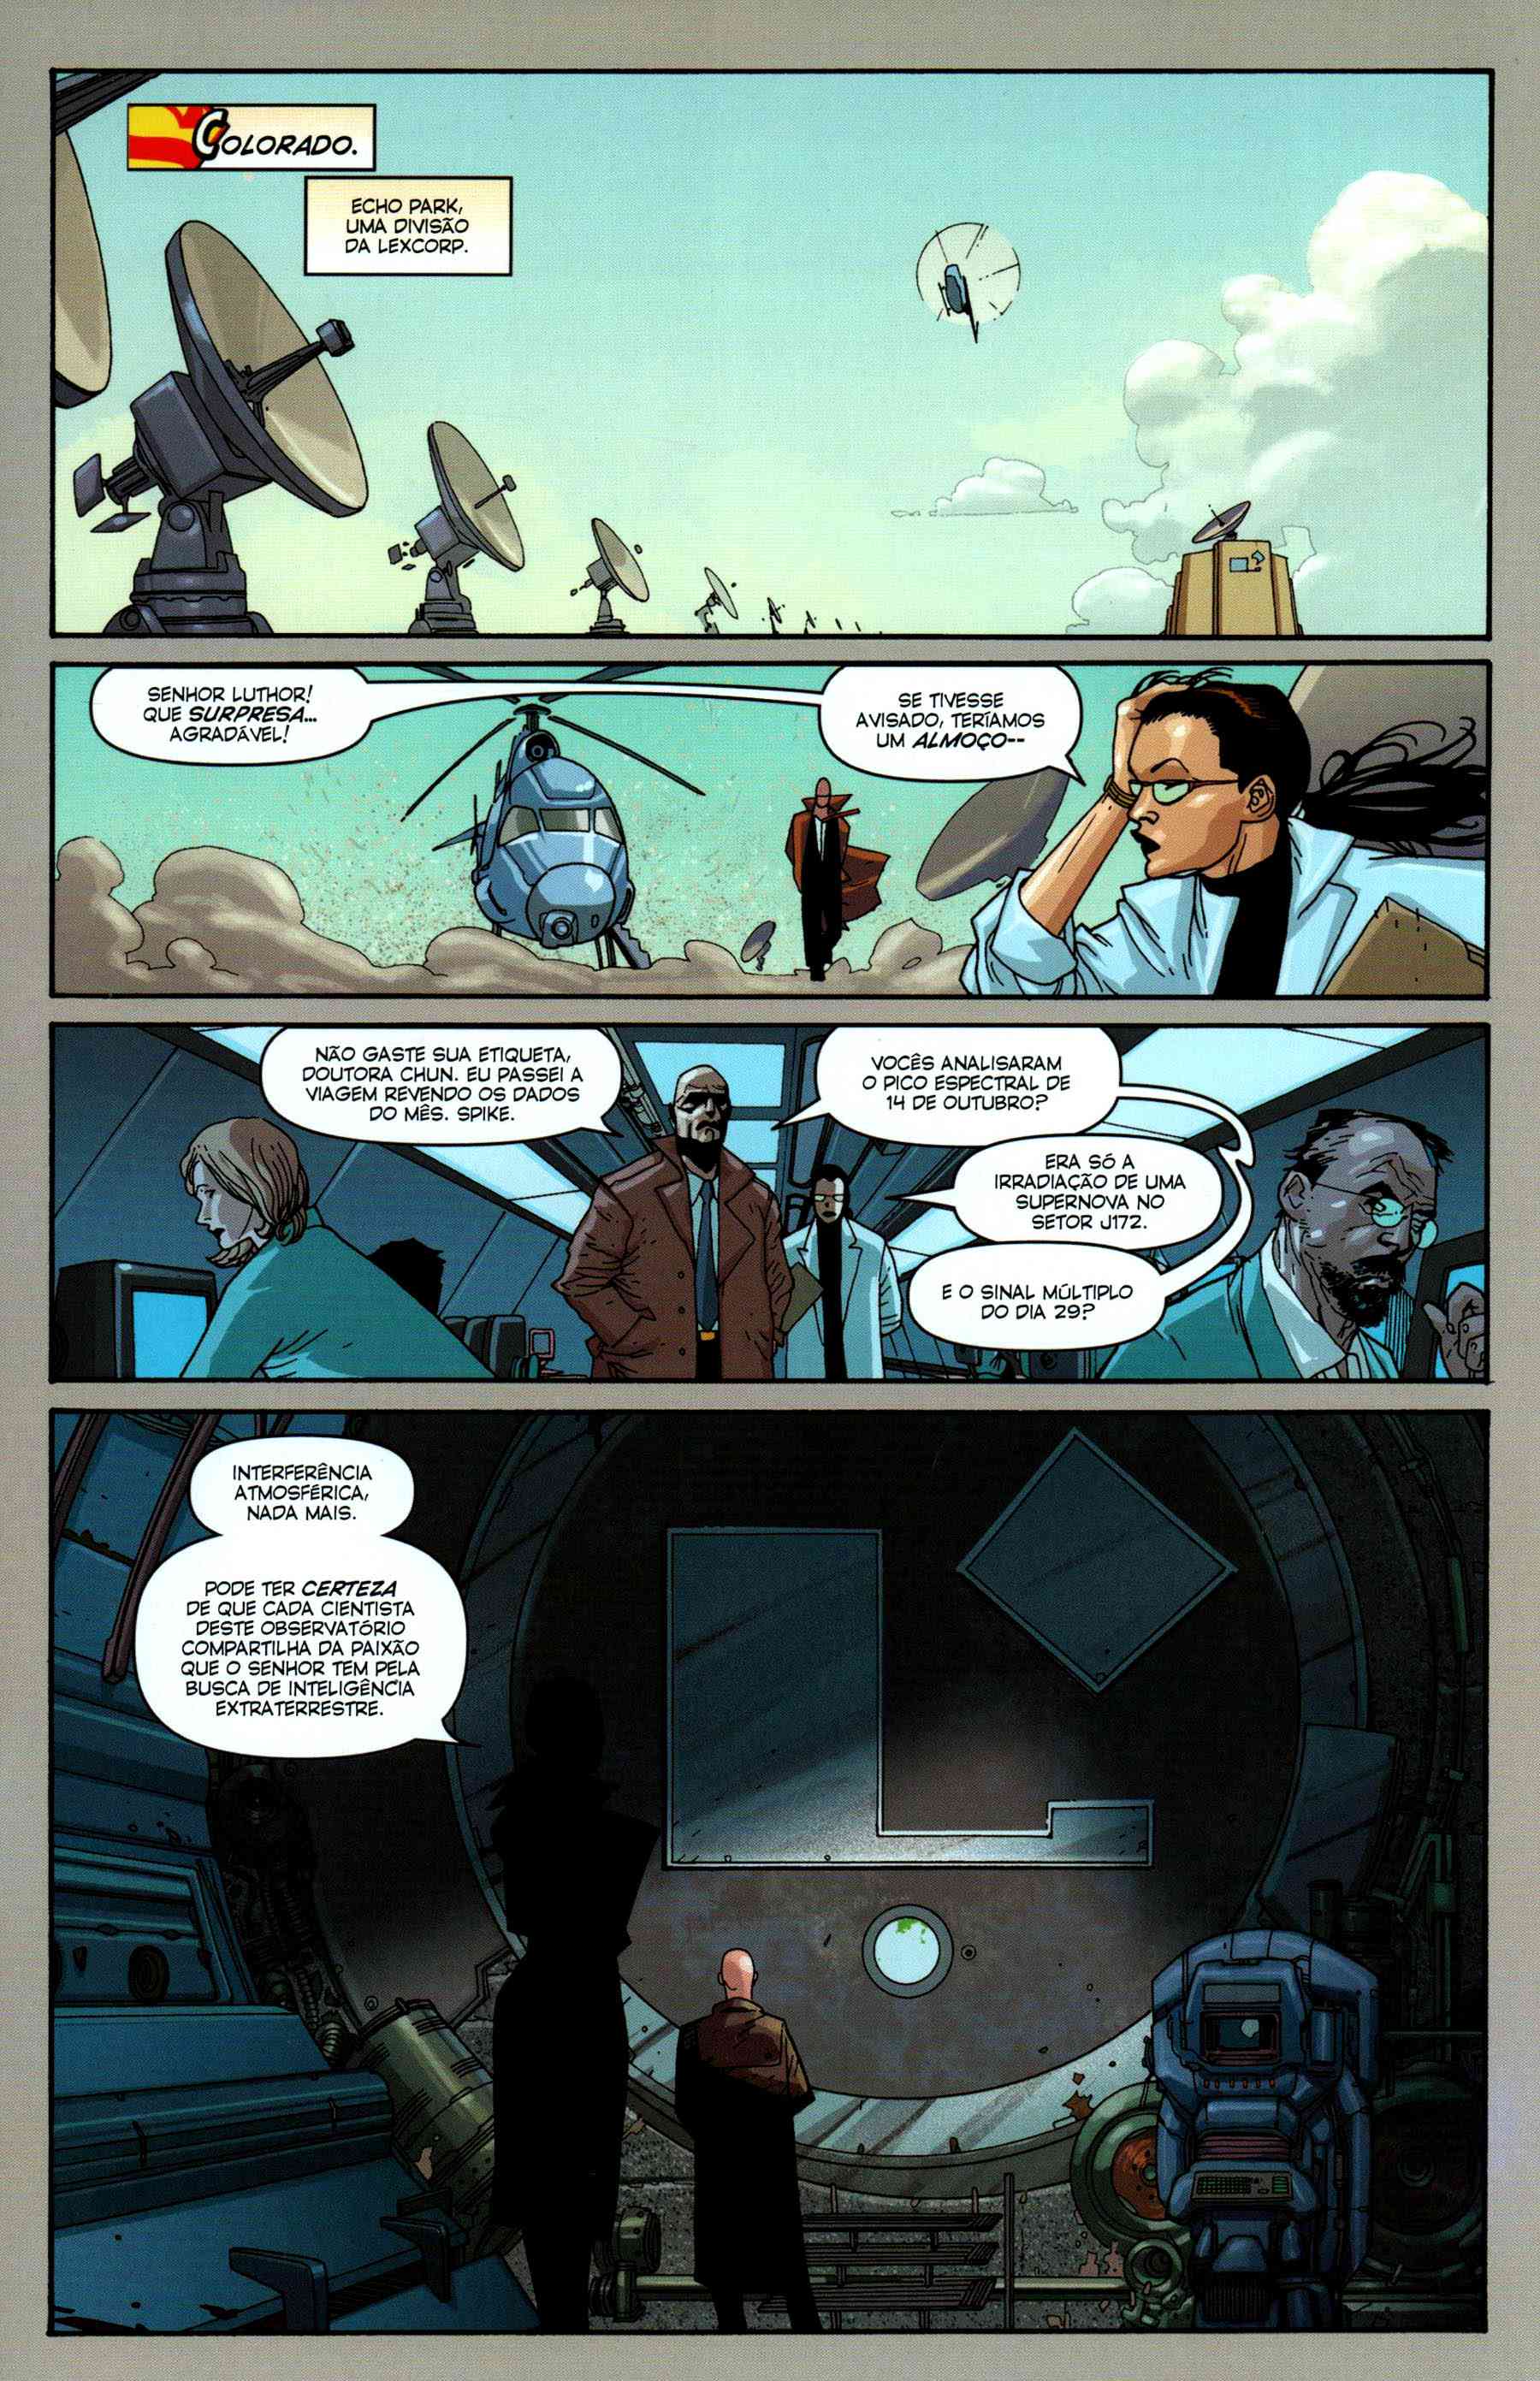 COLORADO.
ECHO PARK,
UMA DIVISÃO
DA LEXCORP.
SENHOR LUTHOR!
QUE SURPRESA...
AGRADÁVEL!
SE TIVESSE
AVISADO, TERÍAMOS
UM ALMOÇO--
NÃO GASTE SUA ETIQUETA,
DOUTORA CHUN. EU PASSEI A
VIAGEM REVENDO OS DADOS
DO MÊS. SPIKE.
VOCÊS ANALISARAM
O PICO ESPECTRAL DE
14 DE OUTUBRO?
ERA SÓ A
IRRADIAÇÃO DE UMA
SUPERNOVA NO
SETOR J172.
E O SINAL MÚLTIPLO
DO DIA 29?
INTERFERÊNCIA
ATMOSFÉRICA,
NADA MAIS.
PODE TER CERTEZA
DE QUE CADA CIENTISTA
DESTE OBSERVATÓRIO
COMPARTILHA DA PAIXÃO
QUE O SENHOR TEM PELA
BUSCA DE INTELIGÊNCIA
EXTRATERRESTRE.